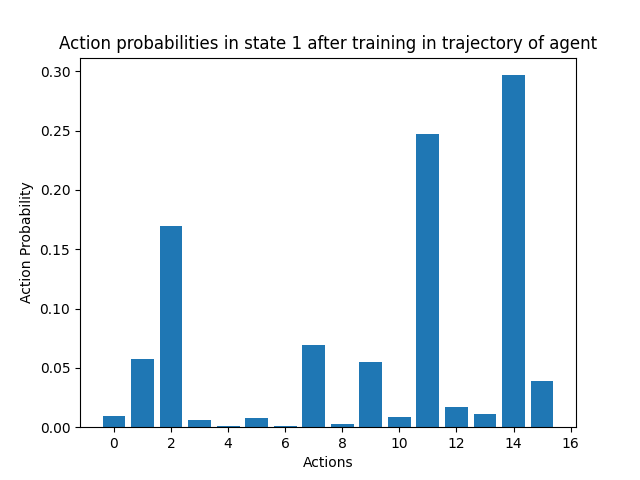 Action probabilities in state 1 after training in trajectory of agent
0.30
0.25
0.20
0.15
0.10
0.05
0.00
Action Probability
0 2 4 6 8 10 12 14 16
Actions